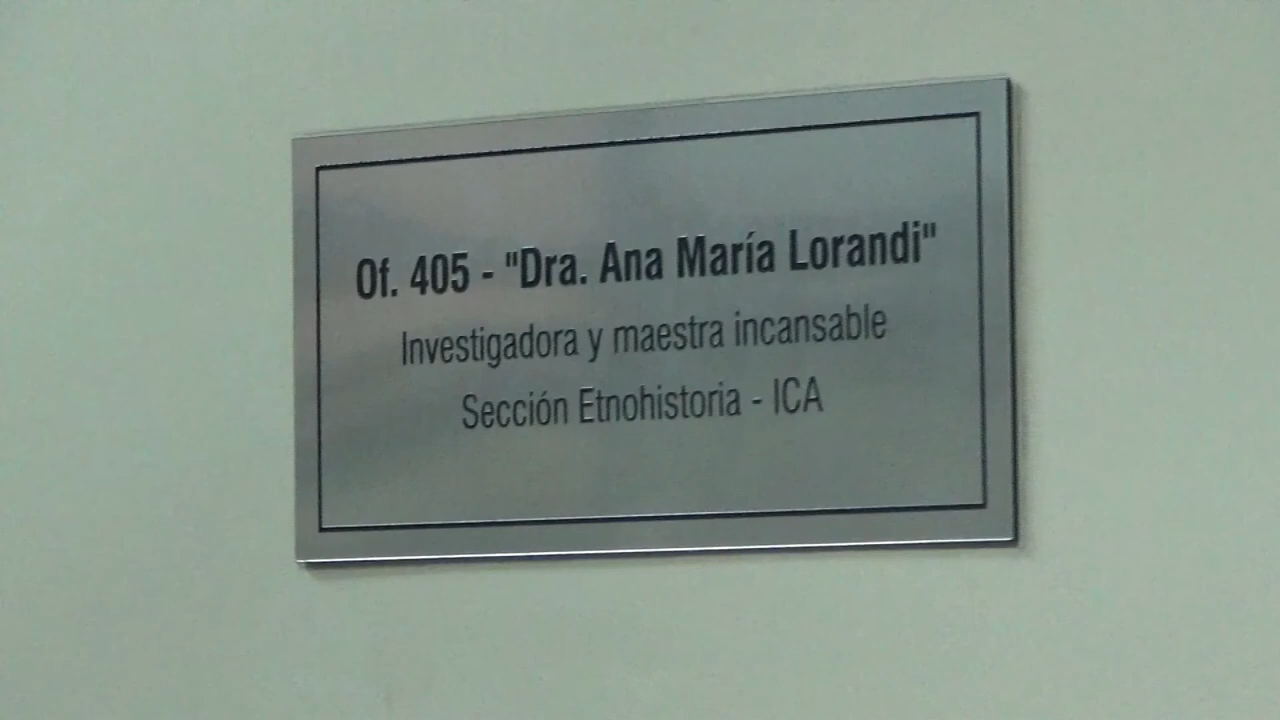 Of. 405 - "Dra. Ana María Lorandi"
Investigadora y maestra incansable
Sección Etnohistoria - ICA